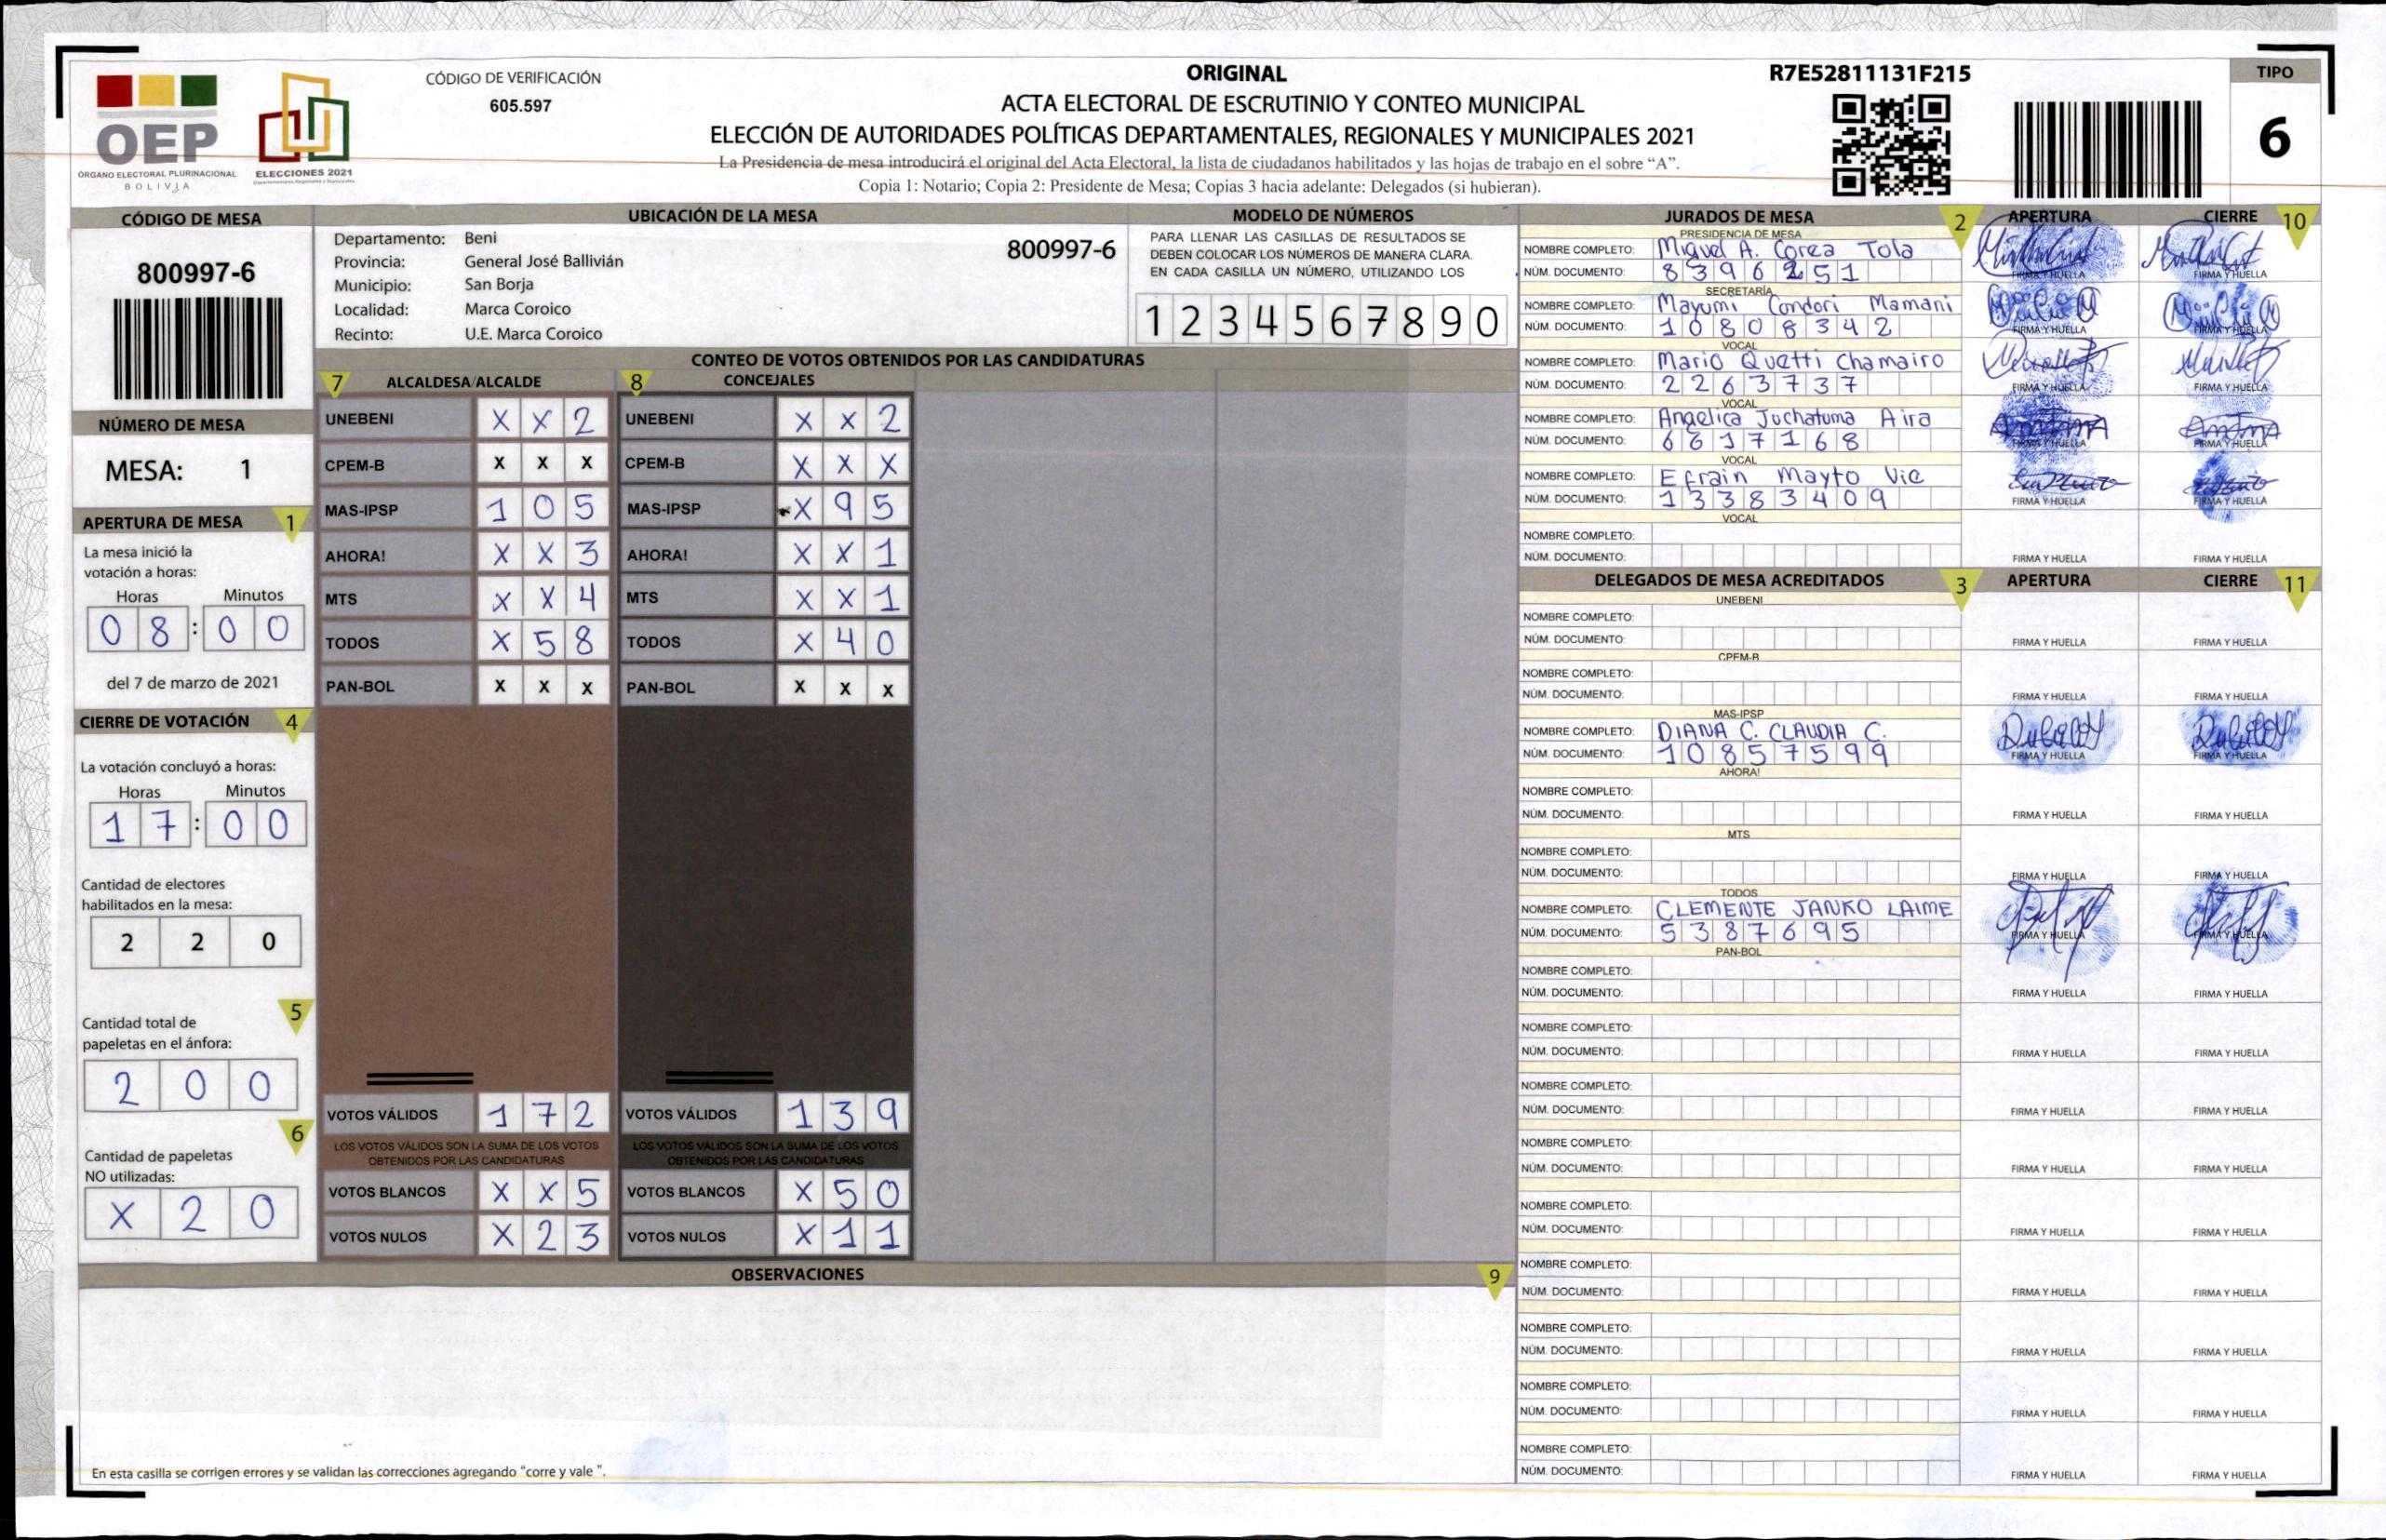 ORIGINAL
R7E52811131F215
TIPO
6
CÓDIGO DE VERIFICACIÓN
605.597
ACTA ELECTORAL DE ESCRUTINIO Y CONTEO MUNICIPAL
ELECCIÓN DE AUTORIDADES POLÍTICAS DEPARTAMENTALES, REGIONALES Y MUNICIPALES 2021
La Presidencia de mesa introducirá el original del Acta Electoral, la lista de ciudadanos habilitados y las hojas de trabajo en el sobre “A”.
Copia 1: Notario; Copia 2: Presidente de Mesa; Copias 3 hacia adelante: Delegados (si hubieran).
OEP
ÓRGANO ELECTORAL PLURINACIONAL
BOLIVIA
ELECCIONES 2021
CÓDIGO DE MESA
800997-6
NÚMERO DE MESA
MESA: 1
APERTURA DE MESA 1
La mesa inició la
votación a horas:
Horas Minutos
0 8 : 0 0
del 7 de marzo de 2021
CIERRE DE VOTACIÓN 4
La votación concluyó a horas:
Horas Minutos
1 7 : 0 0
Cantidad de electores
habilitados en la mesa:
2 2 0
5
Cantidad total de
papeletas en el ánfora:
2 0 0
6
Cantidad de papeletas
NO utilizadas:
X 2 0
UBICACIÓN DE LA MESA
Departamento: Beni
Provincia: General José Ballivián
Municipio: San Borja
Localidad: Marca Coroico
Recinto: U.E. Marca Coroico
800997-6
MODELO DE NÚMEROS
PARA LLENAR LAS CASILLAS DE RESULTADOS SE
DEBEN COLOCAR LOS NÚMEROS DE MANERA CLARA.
EN CADA CASILLA UN NÚMERO, UTILIZANDO LOS
1 2 3 4 5 6 7 8 9 0
CONTEO DE VOTOS OBTENIDOS POR LAS CANDIDATURAS
7 ALCALDESA/ALCALDE 8 CONCEJALES
UNEBENI X X 2 UNEBENI X X 2
CPEM-B X X X CPEM-B X X X
MAS-IPSP 1 0 5 MAS-IPSP X 9 5
AHORA! X X 3 AHORA! X X 1
MTS X X 4 MTS X X 1
TODOS X 5 8 TODOS X 4 0
PAN-BOL X X X PAN-BOL X X X
VOTOS VÁLIDOS 1 7 2 VOTOS VÁLIDOS 1 3 9
LOS VOTOS VÁLIDOS SON LA SUMA DE LOS VOTOS LOS VOTOS VÁLIDOS SON LA SUMA DE LOS VOTOS
OBTENIDOS POR LAS CANDIDATURAS OBTENIDOS POR LAS CANDIDATURAS
VOTOS BLANCOS X X 5 VOTOS BLANCOS X 5 0
VOTOS NULOS X 2 3 VOTOS NULOS X 1 1
OBSERVACIONES 9
En esta casilla se corrigen errores y se validan las correcciones agregando “corre y vale ”.
JURADOS DE MESA 2 APERTURA CIERRE 10
PRESIDENCIA DE MESA
NOMBRE COMPLETO: Miguel A. Corea Tola
NÚM. DOCUMENTO: 8396251 FIRMA Y HUELLA FIRMA Y HUELLA
SECRETARÍA
NOMBRE COMPLETO: Mayumi Condori Mamani
NÚM. DOCUMENTO: 10808342 FIRMA Y HUELLA FIRMA Y HUELLA
VOCAL
NOMBRE COMPLETO: Mario Quetti Chamairo
NÚM. DOCUMENTO: 2263737 FIRMA Y HUELLA FIRMA Y HUELLA
VOCAL
NOMBRE COMPLETO: Angelica Juchatuma Aira
NÚM. DOCUMENTO: 6617168 FIRMA Y HUELLA FIRMA Y HUELLA
VOCAL
NOMBRE COMPLETO: Efrain Mayto Vie
NÚM. DOCUMENTO: 13383409 FIRMA Y HUELLA FIRMA Y HUELLA
VOCAL
NOMBRE COMPLETO:
NÚM. DOCUMENTO: FIRMA Y HUELLA FIRMA Y HUELLA
DELEGADOS DE MESA ACREDITADOS 3 APERTURA CIERRE 11
UNEBENI
NOMBRE COMPLETO:
NÚM. DOCUMENTO: FIRMA Y HUELLA FIRMA Y HUELLA
CPEM-B
NOMBRE COMPLETO:
NÚM. DOCUMENTO: FIRMA Y HUELLA FIRMA Y HUELLA
MAS-IPSP
NOMBRE COMPLETO: DIANA C. CLAUDIA C.
NÚM. DOCUMENTO: 10857599 FIRMA Y HUELLA FIRMA Y HUELLA
AHORA!
NOMBRE COMPLETO:
NÚM. DOCUMENTO: FIRMA Y HUELLA FIRMA Y HUELLA
MTS
NOMBRE COMPLETO:
NÚM. DOCUMENTO: FIRMA Y HUELLA FIRMA Y HUELLA
TODOS
NOMBRE COMPLETO: CLEMENTE JANKO LAIME
NÚM. DOCUMENTO: 5387695 FIRMA Y HUELLA FIRMA Y HUELLA
PAN-BOL
NOMBRE COMPLETO:
NÚM. DOCUMENTO: FIRMA Y HUELLA FIRMA Y HUELLA
NOMBRE COMPLETO:
NÚM. DOCUMENTO: FIRMA Y HUELLA FIRMA Y HUELLA
NOMBRE COMPLETO:
NÚM. DOCUMENTO: FIRMA Y HUELLA FIRMA Y HUELLA
NOMBRE COMPLETO:
NÚM. DOCUMENTO: FIRMA Y HUELLA FIRMA Y HUELLA
NOMBRE COMPLETO:
NÚM. DOCUMENTO: FIRMA Y HUELLA FIRMA Y HUELLA
NOMBRE COMPLETO:
NÚM. DOCUMENTO: FIRMA Y HUELLA FIRMA Y HUELLA
NOMBRE COMPLETO:
NÚM. DOCUMENTO: FIRMA Y HUELLA FIRMA Y HUELLA
NOMBRE COMPLETO:
NÚM. DOCUMENTO: FIRMA Y HUELLA FIRMA Y HUELLA
NOMBRE COMPLETO:
NÚM. DOCUMENTO: FIRMA Y HUELLA FIRMA Y HUELLA